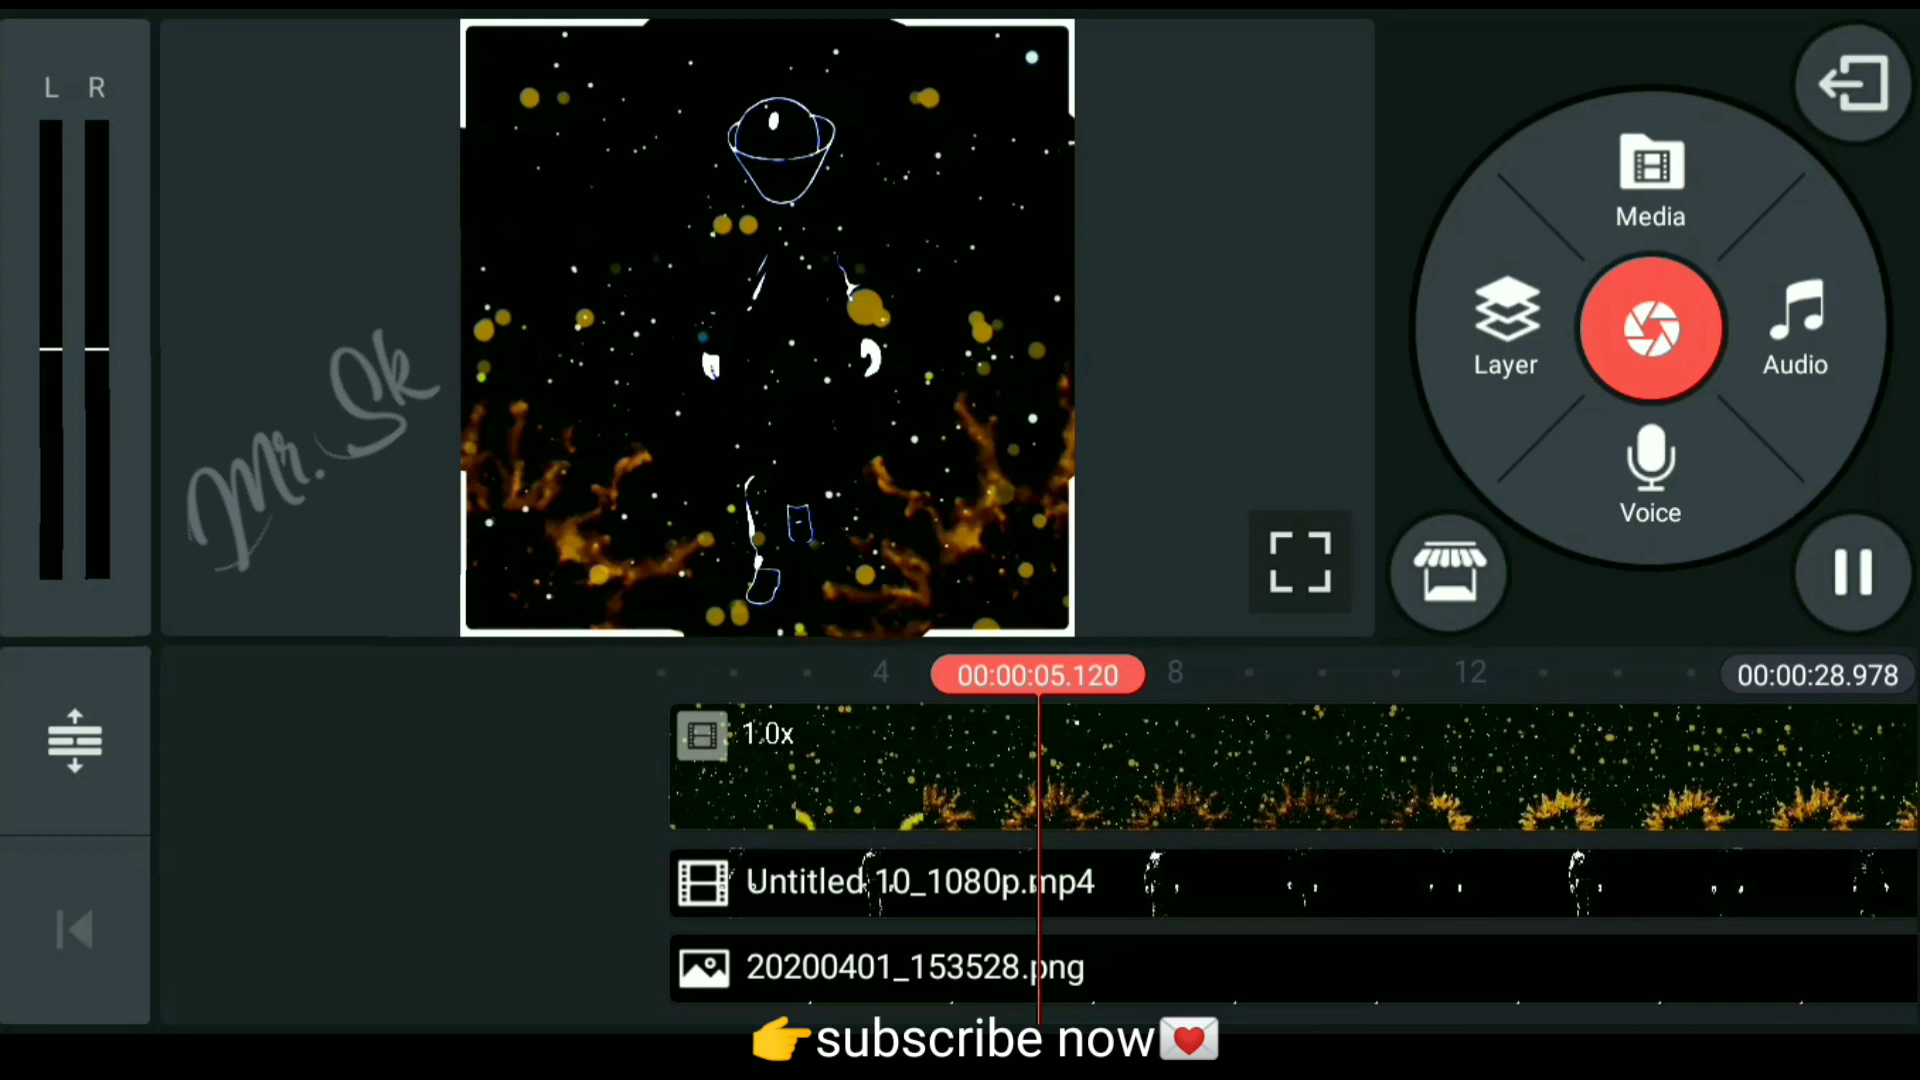 L R
Mr. Sk
Media
Layer
Audio
Voice
4
00:00:05.120
8
12
00:00:28.978
1.0x
Untitled 10_1080p.mp4
20200401_153528.png
👉subscribe now💌